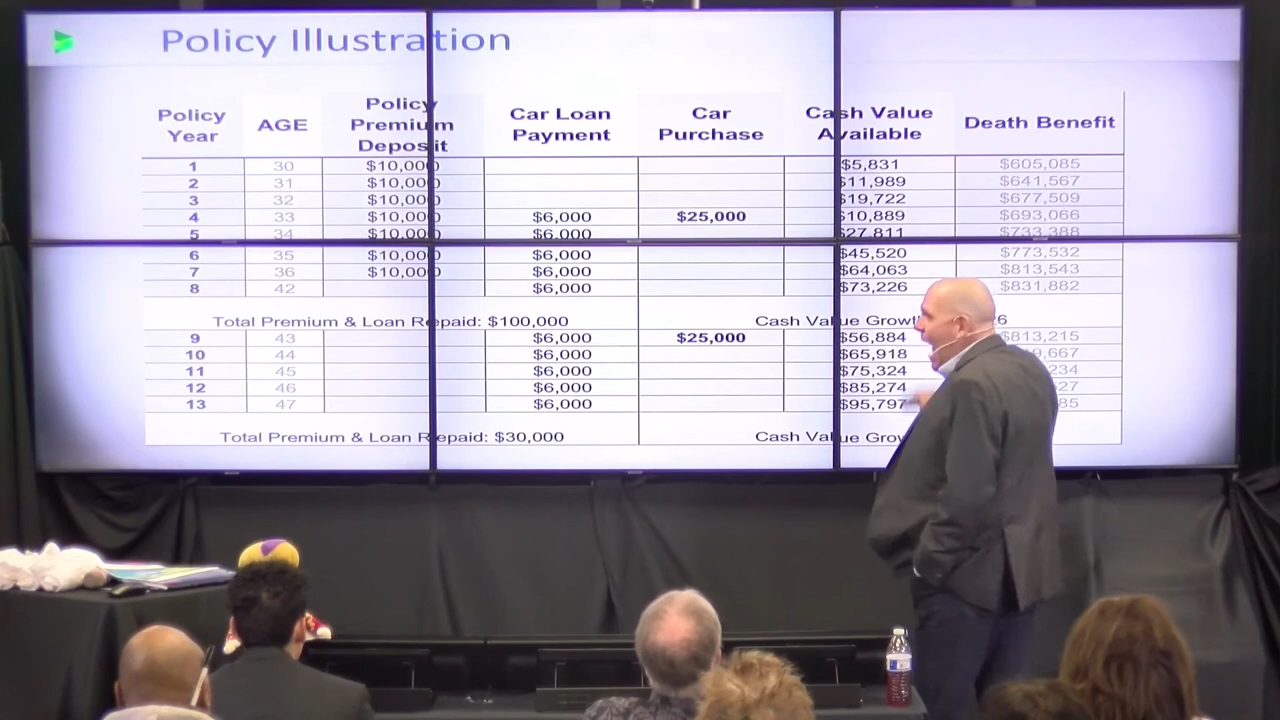 Policy Illustration
Policy Year AGE Policy Premium Deposit Car Loan Payment Car Purchase Cash Value Available Death Benefit
1 30 $10,000 $5,831 $605,085
2 31 $10,000 $11,989 $641,567
3 32 $10,000 $19,722 $677,509
4 33 $10,000 $6,000 $25,000 $10,889 $693,066
5 34 $10,000 $6,000 $27,811 $733,388
6 35 $10,000 $6,000 $45,520 $773,532
7 36 $10,000 $6,000 $64,063 $813,543
8 42 $6,000 $73,226 $831,882
Total Premium & Loan Repaid: $100,000 Cash Value
9 43 $6,000 $25,000 $56,884 $813,215
10 44 $6,000 $65,918
11 45 $6,000 $75,324
12 46 $6,000 $85,274
13 47 $6,000 $95,797
Total Premium & Loan Repaid: $30,000 Cash Value